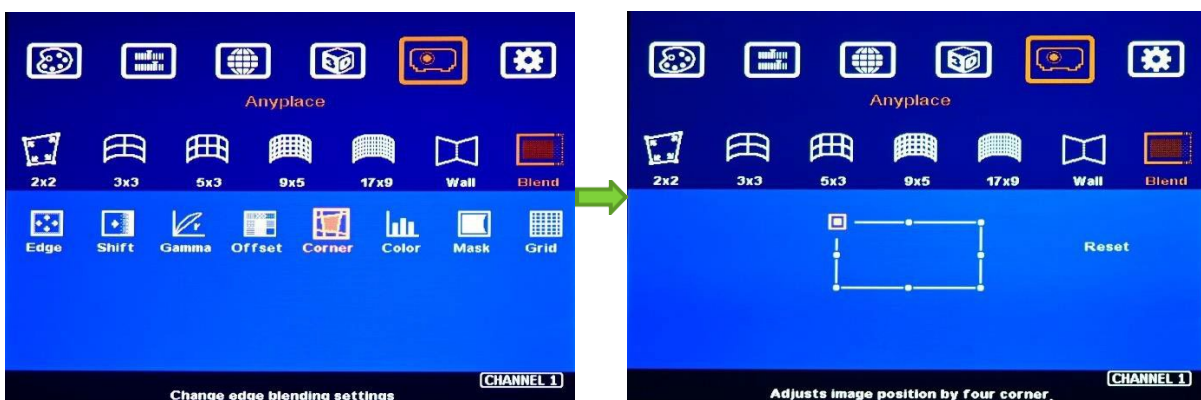 3D
Anyplace
2x2 3x3 5x3 9x5 17x9 Wall Blend
Edge Shift Gamma Offset Corner Color Mask Grid
CHANNEL 1
Change edge blending settings
3D
Anyplace
2x2 3x3 5x3 9x5 17x9 Wall Blend
Reset
CHANNEL 1
Adjusts image position by four corner.